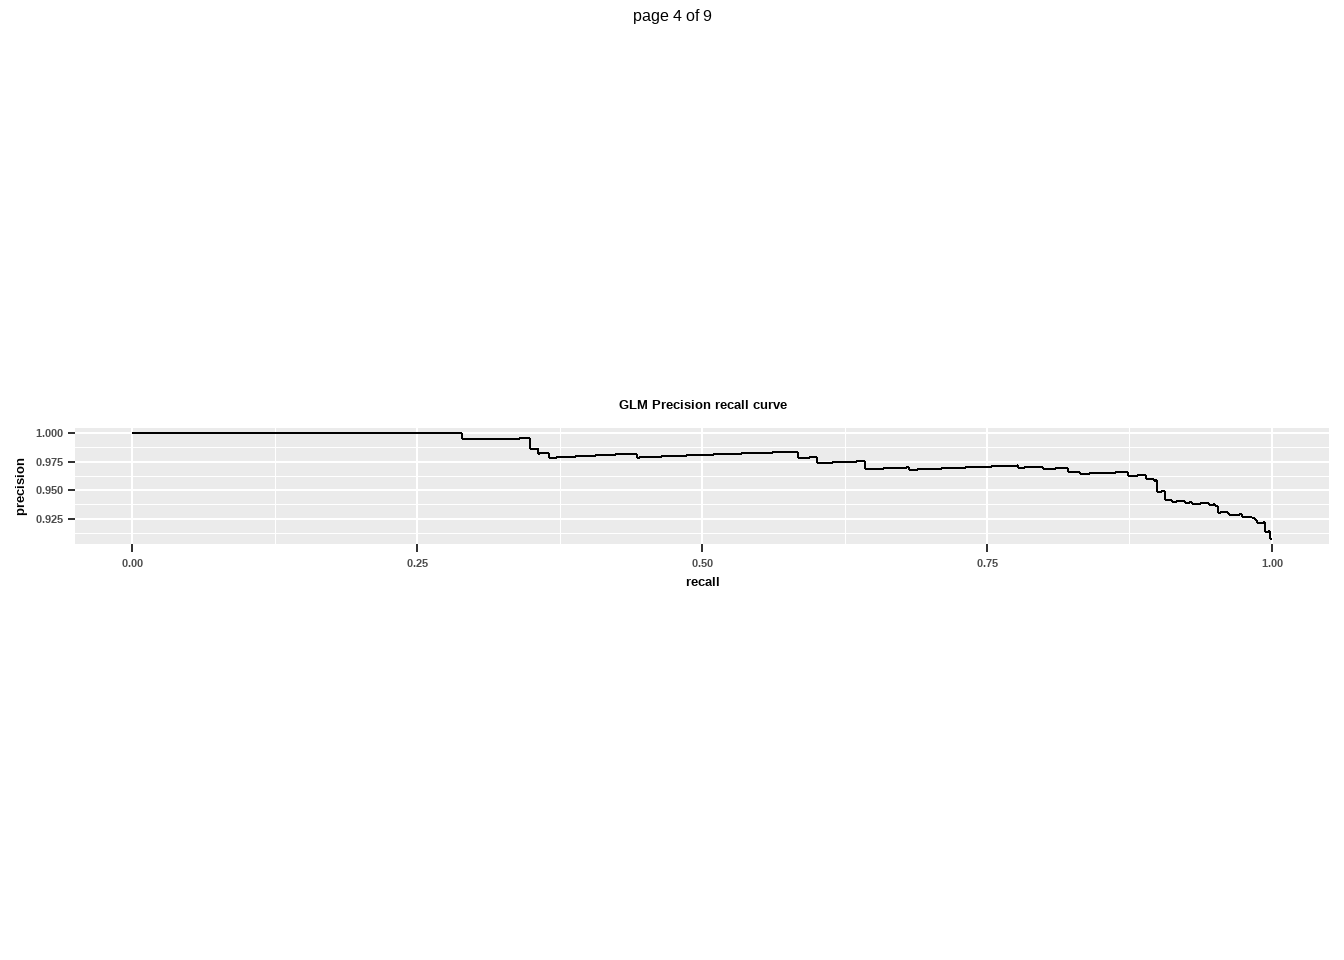 page 4 of 9
GLM Precision recall curve
precision
1.000
0.975
0.950
0.925
0.00 0.25 0.50 0.75 1.00
recall